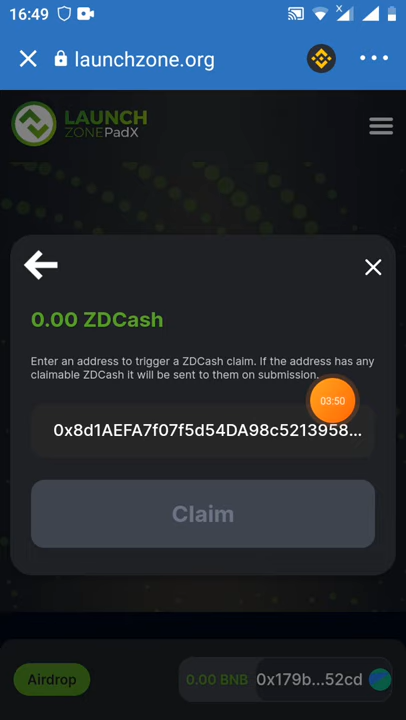 16:49
launchzone.org
LAUNCH
ZONEPadX
0.00 ZDCash
Enter an address to trigger a ZDCash claim. If the address has any
claimable ZDCash it will be sent to them on submission.
03:50
0x8d1AEFA7f07f5d54DA98c5213958...
Claim
Airdrop
0.00 BNB
0x179b...52cd